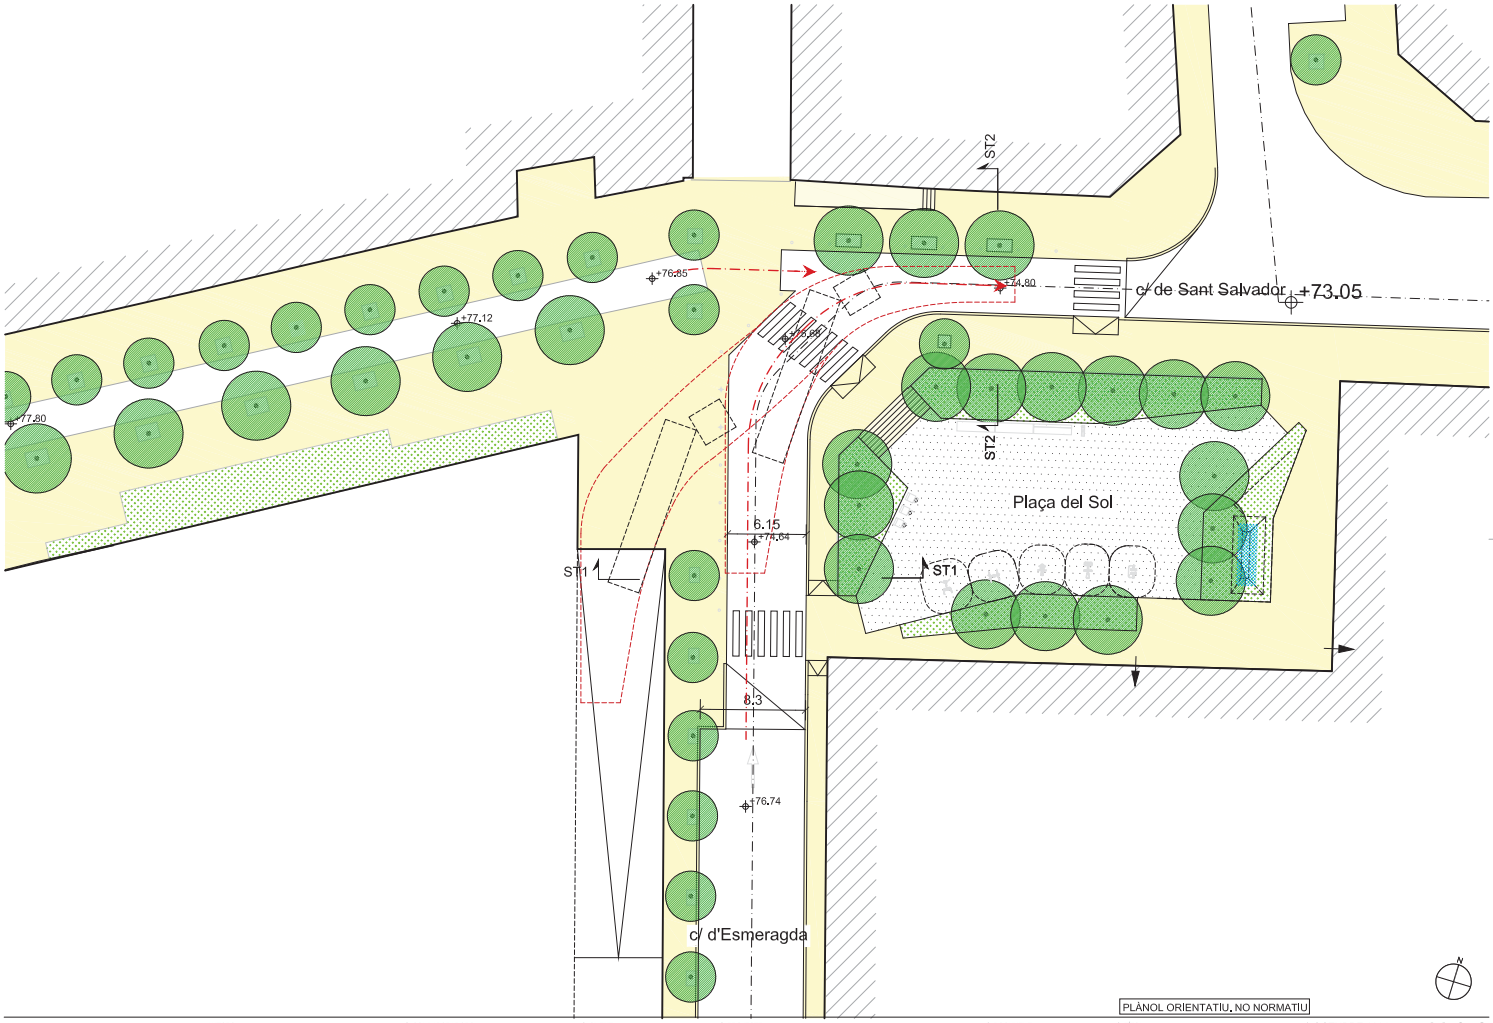 ST2
+76.85
+74.80
c/ de Sant Salvador
+73.05
+77.12
+77.80
ST2
Plaça del Sol
6.15
+74.64
ST1
ST1
8.3
+76.74
c/ d'Esmeragda
N
PLÀNOL ORIENTATIU, NO NORMATIU